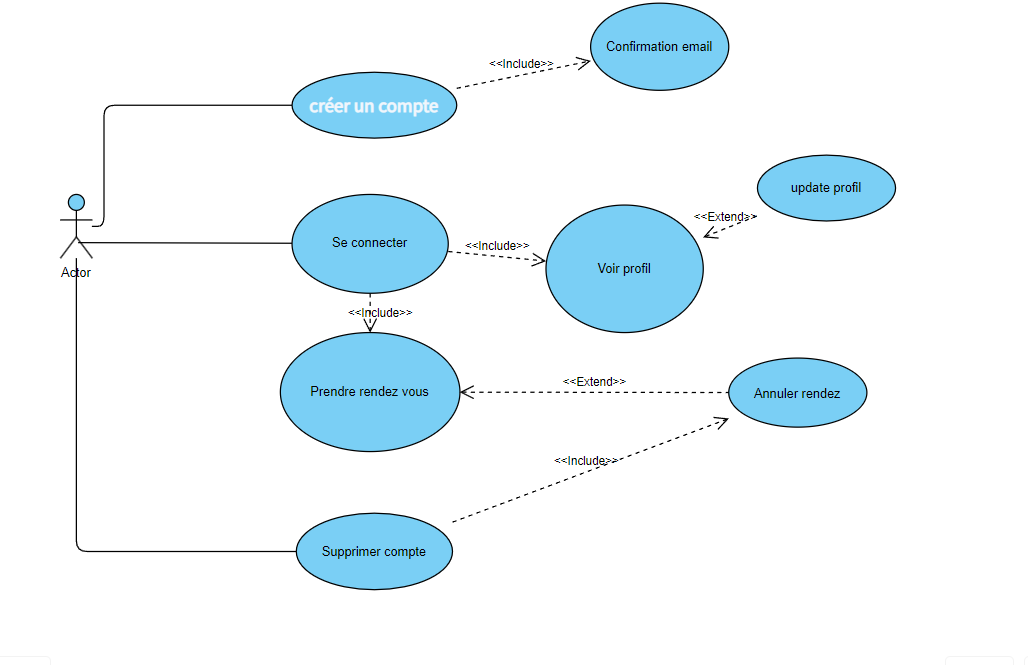 Confirmation email
<<Include>>
créer un compte
update profil
<<Extend>>
Se connecter
<<Include>>
Voir profil
Actor
<<Include>>
Prendre rendez vous
<<Extend>>
Annuler rendez
<<Include>>
Supprimer compte